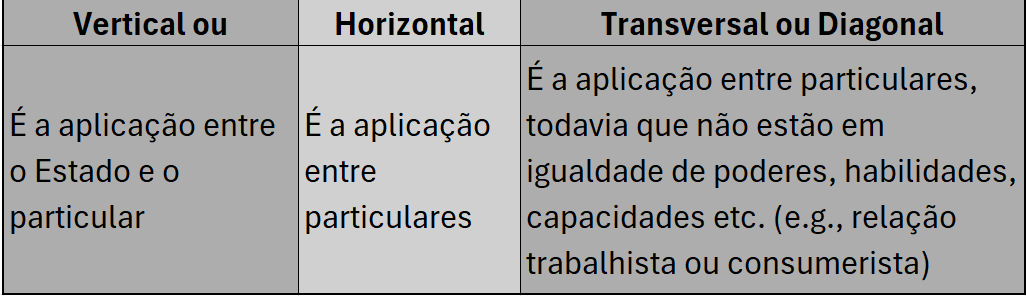 Vertical ou
Horizontal
Transversal ou Diagonal
É a aplicação entre
o Estado e o
particular
É a aplicação
entre
particulares
É a aplicação entre particulares,
todavia que não estão em
igualdade de poderes, habilidades,
capacidades etc. (e.g., relação
trabalhista ou consumerista)